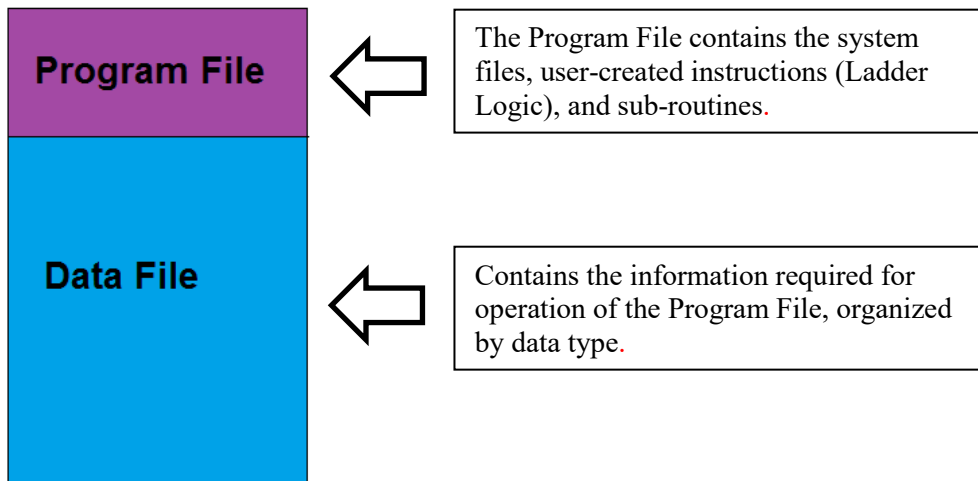 Program File
The Program File contains the system
files, user-created instructions (Ladder
Logic), and sub-routines.
Data File
Contains the information required for
operation of the Program File, organized
by data type.